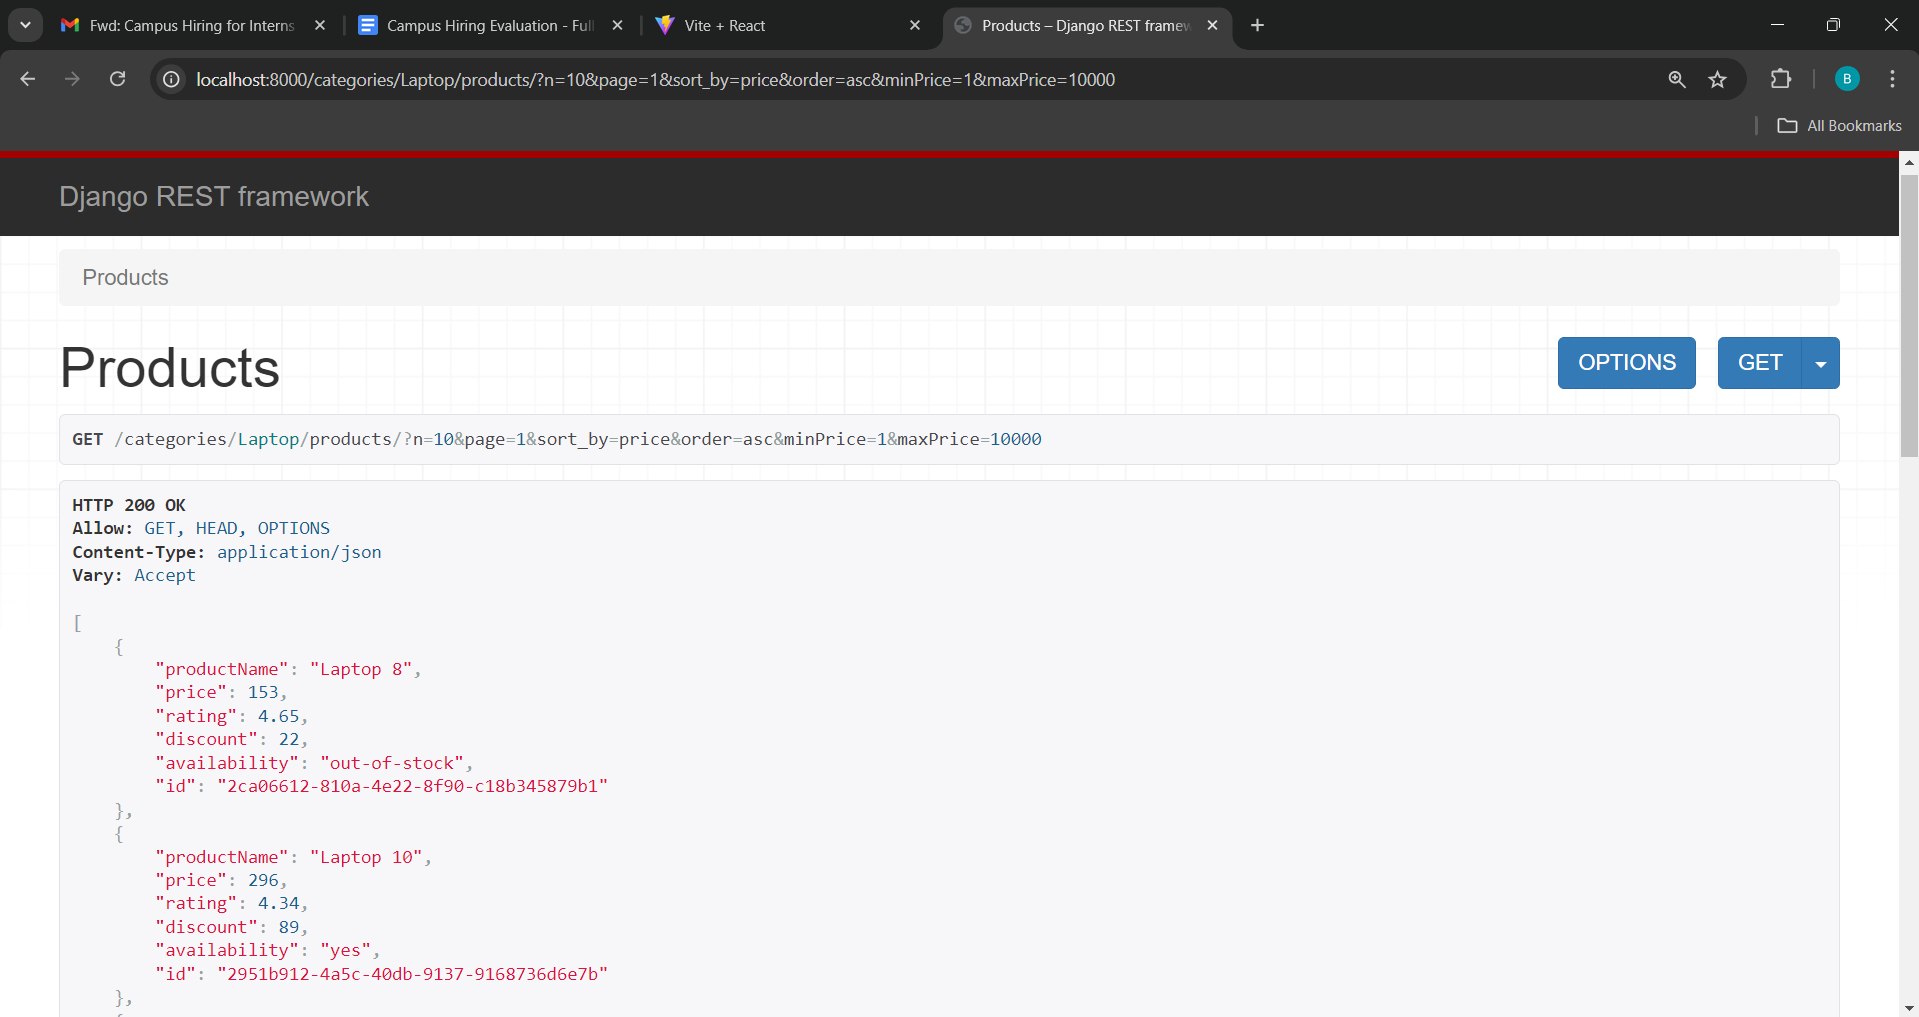 Fwd: Campus Hiring for Interns
Campus Hiring Evaluation - Full
Vite + React
Products – Django REST framew
localhost:8000/categories/Laptop/products/?n=10&page=1&sort_by=price&order=asc&minPrice=1&maxPrice=10000
B
All Bookmarks
Django REST framework
Products
Products
OPTIONS
GET
GET /categories/Laptop/products/?n=10&page=1&sort_by=price&order=asc&minPrice=1&maxPrice=10000
HTTP 200 OK
Allow: GET, HEAD, OPTIONS
Content-Type: application/json
Vary: Accept
[
{
"productName": "Laptop 8",
"price": 153,
"rating": 4.65,
"discount": 22,
"availability": "out-of-stock",
"id": "2ca06612-810a-4e22-8f90-c18b345879b1"
},
{
"productName": "Laptop 10",
"price": 296,
"rating": 4.34,
"discount": 89,
"availability": "yes",
"id": "2951b912-4a5c-40db-9137-9168736d6e7b"
},